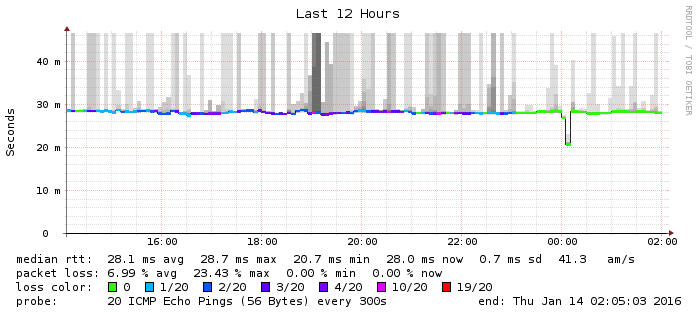 Last 12 Hours
RRDTOOL / TOBI OETIKER
Seconds
40 m
30 m
20 m
10 m
0
16:00 18:00 20:00 22:00 00:00 02:00
median rtt: 28.1 ms avg 28.7 ms max 20.7 ms min 28.0 ms now 0.7 ms sd 41.3 am/s
packet loss: 6.99 % avg 23.43 % max 0.00 % min 0.00 % now
loss color: 0 1/20 2/20 3/20 4/20 10/20 19/20
probe: 20 ICMP Echo Pings (56 Bytes) every 300s end: Thu Jan 14 02:05:03 2016